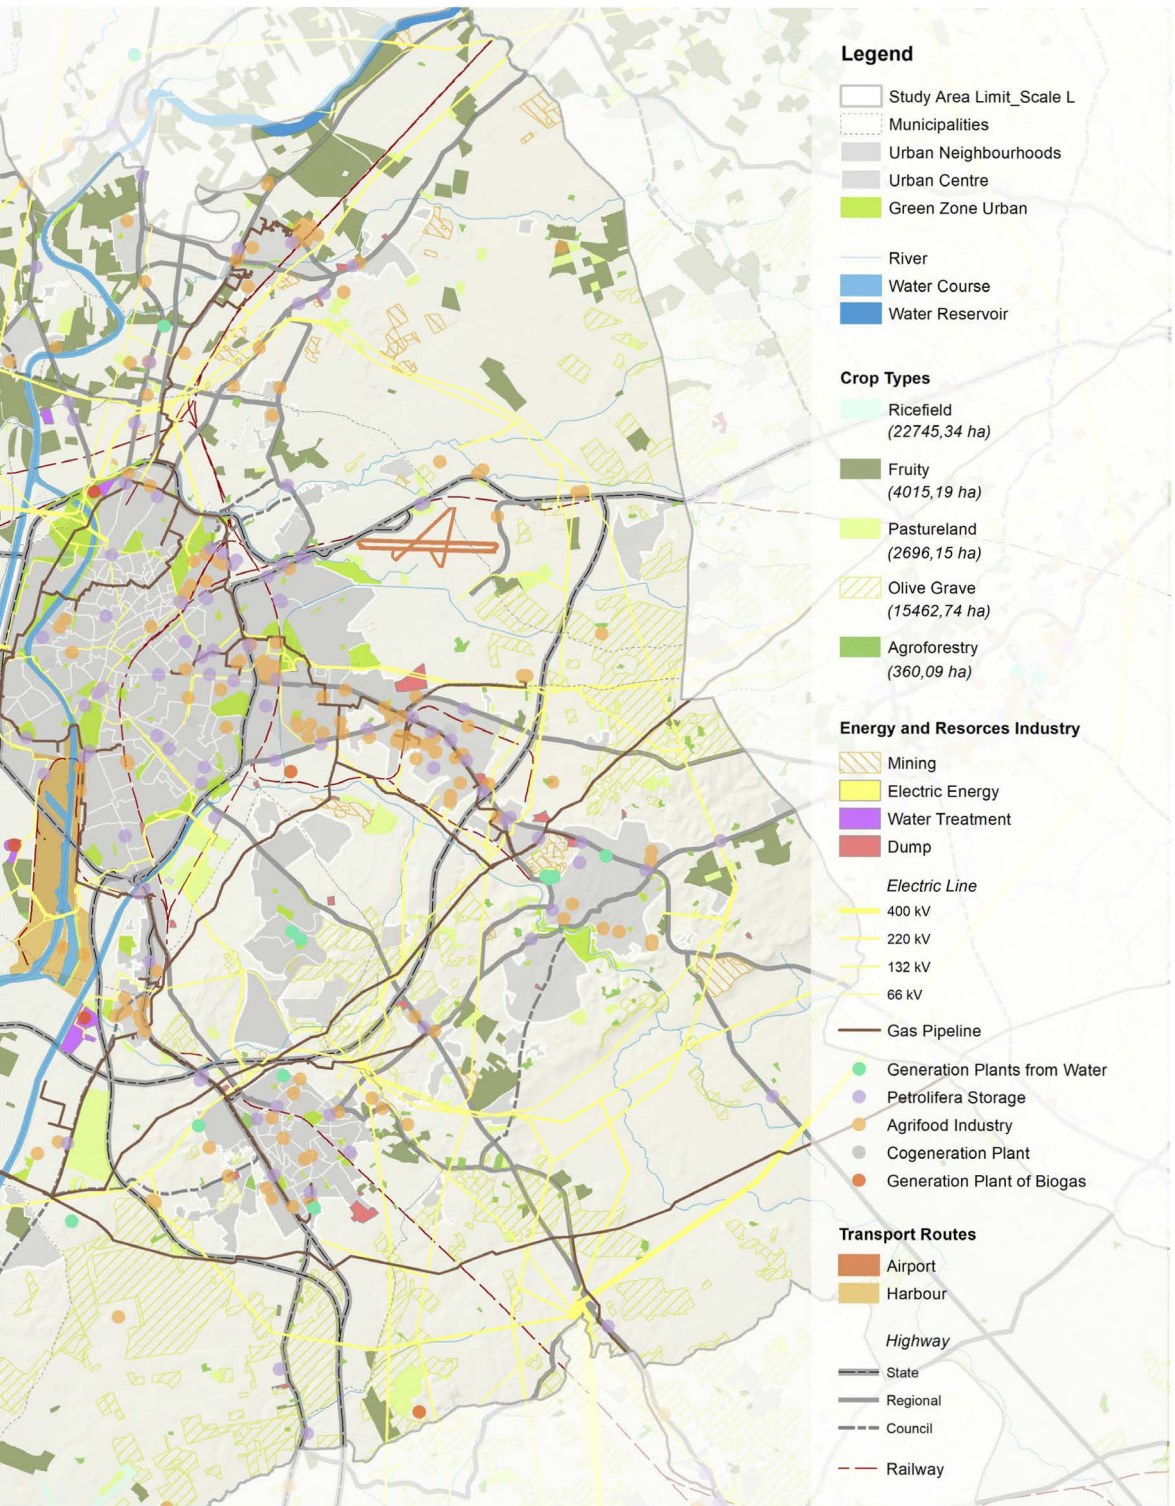 Legend
Study Area Limit_Scale L
Municipalities
Urban Neighbourhoods
Urban Centre
Green Zone Urban
River
Water Course
Water Reservoir
Crop Types
Ricefield
(22745,34 ha)
Fruity
(4015,19 ha)
Pastureland
(2696,15 ha)
Olive Grave
(15462,74 ha)
Agroforestry
(360,09 ha)
Energy and Resorces Industry
Mining
Electric Energy
Water Treatment
Dump
Electric Line
400 kV
220 kV
132 kV
66 kV
Gas Pipeline
Generation Plants from Water
Petrolifera Storage
Agrifood Industry
Cogeneration Plant
Generation Plant of Biogas
Transport Routes
Airport
Harbour
Highway
State
Regional
Council
Railway